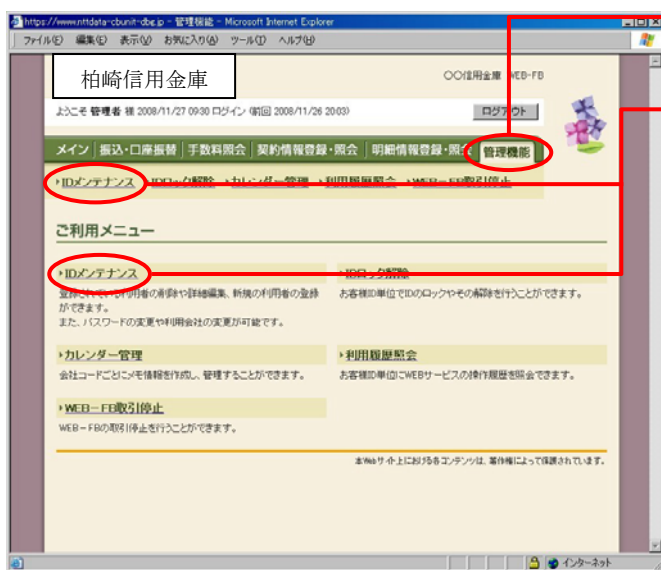 https://www.nttdata-cbunit-dbc.jp - 管理機能 - Microsoft Internet Explorer
ファイル(F) 編集(E) 表示(V) お気に入り(A) ツール(T) ヘルプ(H)
柏崎信用金庫
〇〇信用金庫 WEB-FB
ようこそ 管理者 様 2008/11/27 09:30 ログイン (前回 2008/11/26 20:03)
ログアウト
メイン 振込・口座振替 手数料照会 契約情報登録・照会 明細情報登録・照会 管理機能
IDメンテナンス IDロック解除 カレンダー管理 利用履歴照会 WEB-FB取引停止
ご利用メニュー
IDメンテナンス
登録されている利用者の削除や詳細編集、新規の利用者の登録
ができます。
また、パスワードの変更や利用会社の変更が可能です。
IDロック解除
お客様ID単位でIDのロックやその解除を行うことができます。
カレンダー管理
会社コードごとにメモ情報を作成し、管理することができます。
利用履歴照会
お客様ID単位にWEBサービスの操作履歴を照会できます。
WEB-FB取引停止
WEB-FBの取引停止を行うことができます。
本Webサイト上における各コンテンツは、著作権によって保護されています。
インターネット